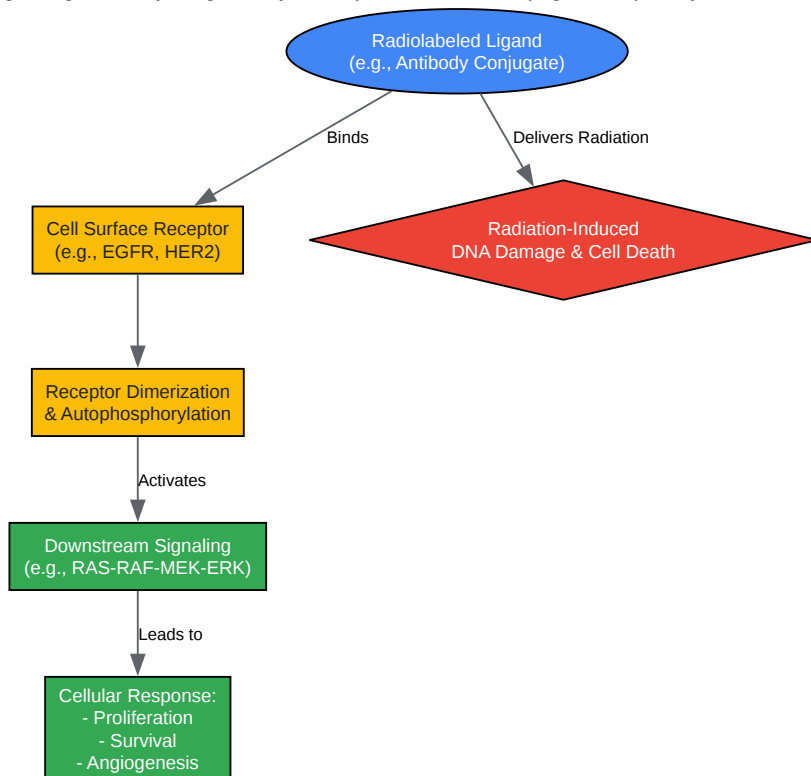 Radiolabeled Ligand
(e.g., Antibody Conjugate)
Binds
Delivers Radiation
Cell Surface Receptor
(e.g., EGFR, HER2)
Radiation-Induced
DNA Damage & Cell Death
Receptor Dimerization
& Autophosphorylation
Activates
Downstream Signaling
(e.g., RAS-RAF-MEK-ERK)
Leads to
Cellular Response:
- Proliferation
- Survival
- Angiogenesis